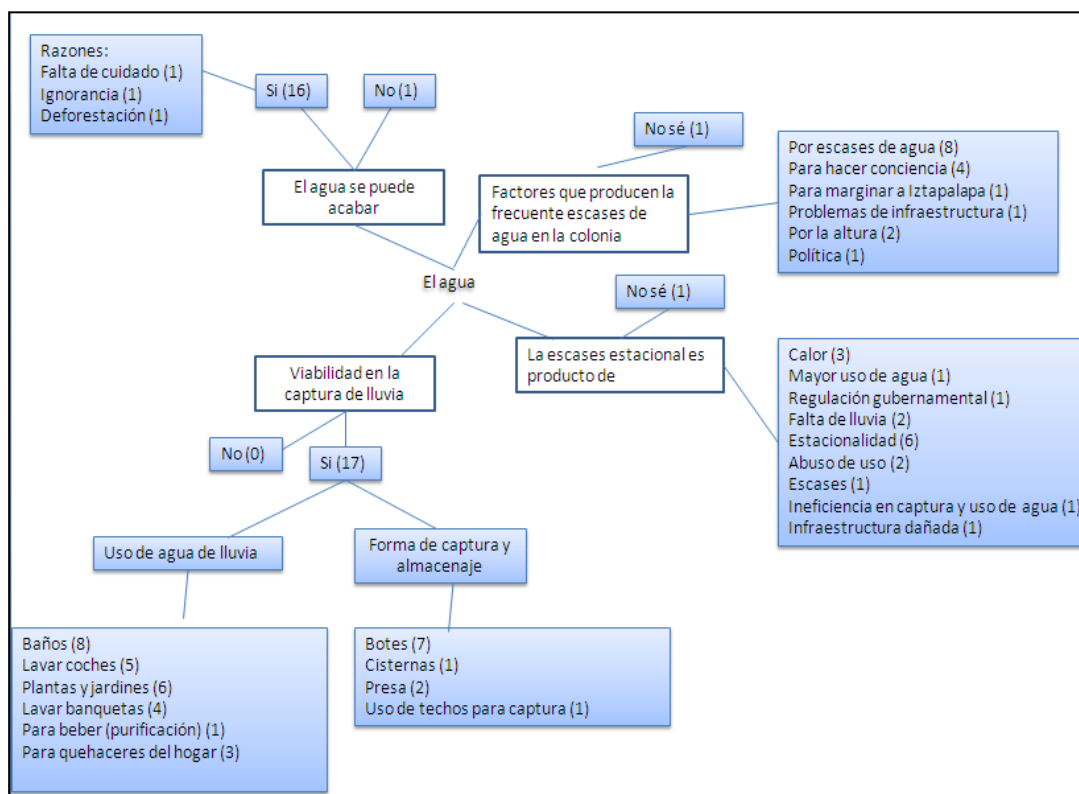 Razones:
Falta de cuidado (1)
Ignorancia (1)
Deforestación (1)
Si (16)
No (1)
El agua se puede
acabar
No sé (1)
Factores que producen la
frecuente escases de
agua en la colonia
Por escases de agua (8)
Para hacer conciencia (4)
Para marginar a Iztapalapa (1)
Problemas de infraestructura (1)
Por la altura (2)
Política (1)
El agua
No sé (1)
La escases estacional es
producto de
Calor (3)
Mayor uso de agua (1)
Regulación gubernamental (1)
Falta de lluvia (2)
Estacionalidad (6)
Abuso de uso (2)
Escases (1)
Ineficiencia en captura y uso de agua (1)
Infraestructura dañada (1)
Viabilidad en la
captura de lluvia
No (0)
Si (17)
Uso de agua de lluvia
Forma de captura y
almacenaje
Baños (8)
Lavar coches (5)
Plantas y jardines (6)
Lavar banquetas (4)
Para beber (purificación) (1)
Para quehaceres del hogar (3)
Botes (7)
Cisternas (1)
Presa (2)
Uso de techos para captura (1)